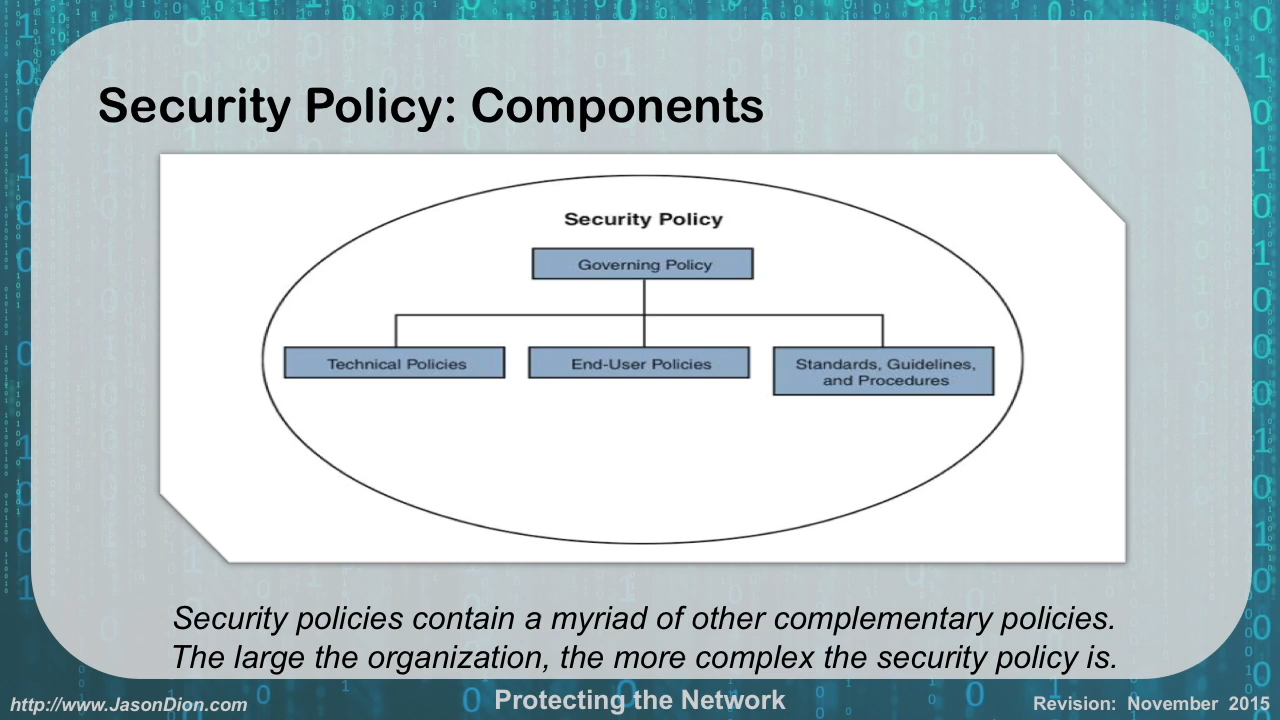 Security Policy: Components
Security Policy
Governing Policy
Technical Policies
End-User Policies
Standards, Guidelines,
and Procedures
Security policies contain a myriad of other complementary policies.
The large the organization, the more complex the security policy is.
http://www.JasonDion.com
Protecting the Network
Revision: November 2015